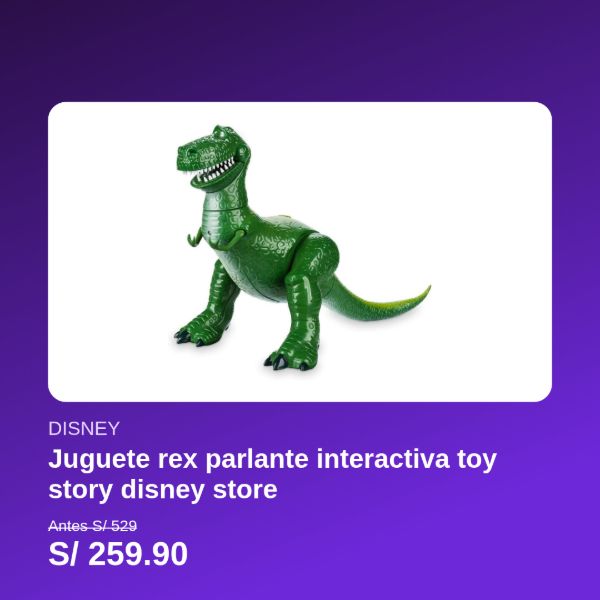 DISNEY
Juguete rex parlante interactiva toy
story disney store
Antes S/ 529
S/ 259.90